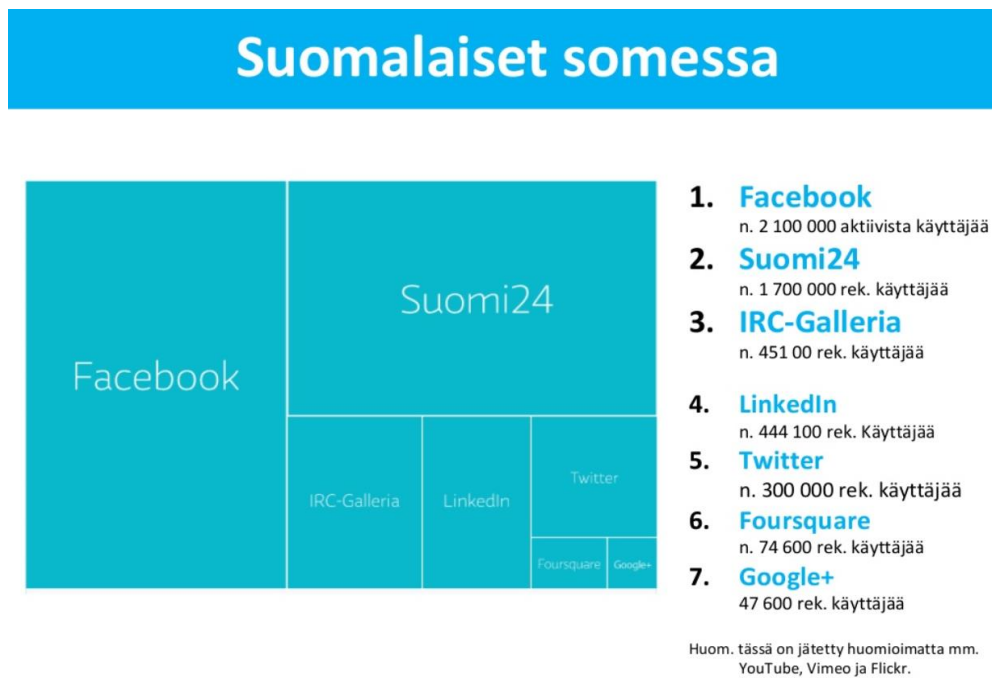 Suomalaiset somessa
Facebook
Suomi24
IRC-Galleria
LinkedIn
Twitter
Foursquare
Google+
1. Facebook
n. 2 100 000 aktiivista käyttäjää
2. Suomi24
n. 1 700 000 rek. käyttäjää
3. IRC-Galleria
n. 451 00 rek. käyttäjää
4. LinkedIn
n. 444 100 rek. Käyttäjää
5. Twitter
n. 300 000 rek. käyttäjää
6. Foursquare
n. 74 600 rek. käyttäjää
7. Google+
47 600 rek. käyttäjää
Huom. tässä on jätetty huomioimatta mm.
YouTube, Vimeo ja Flickr.